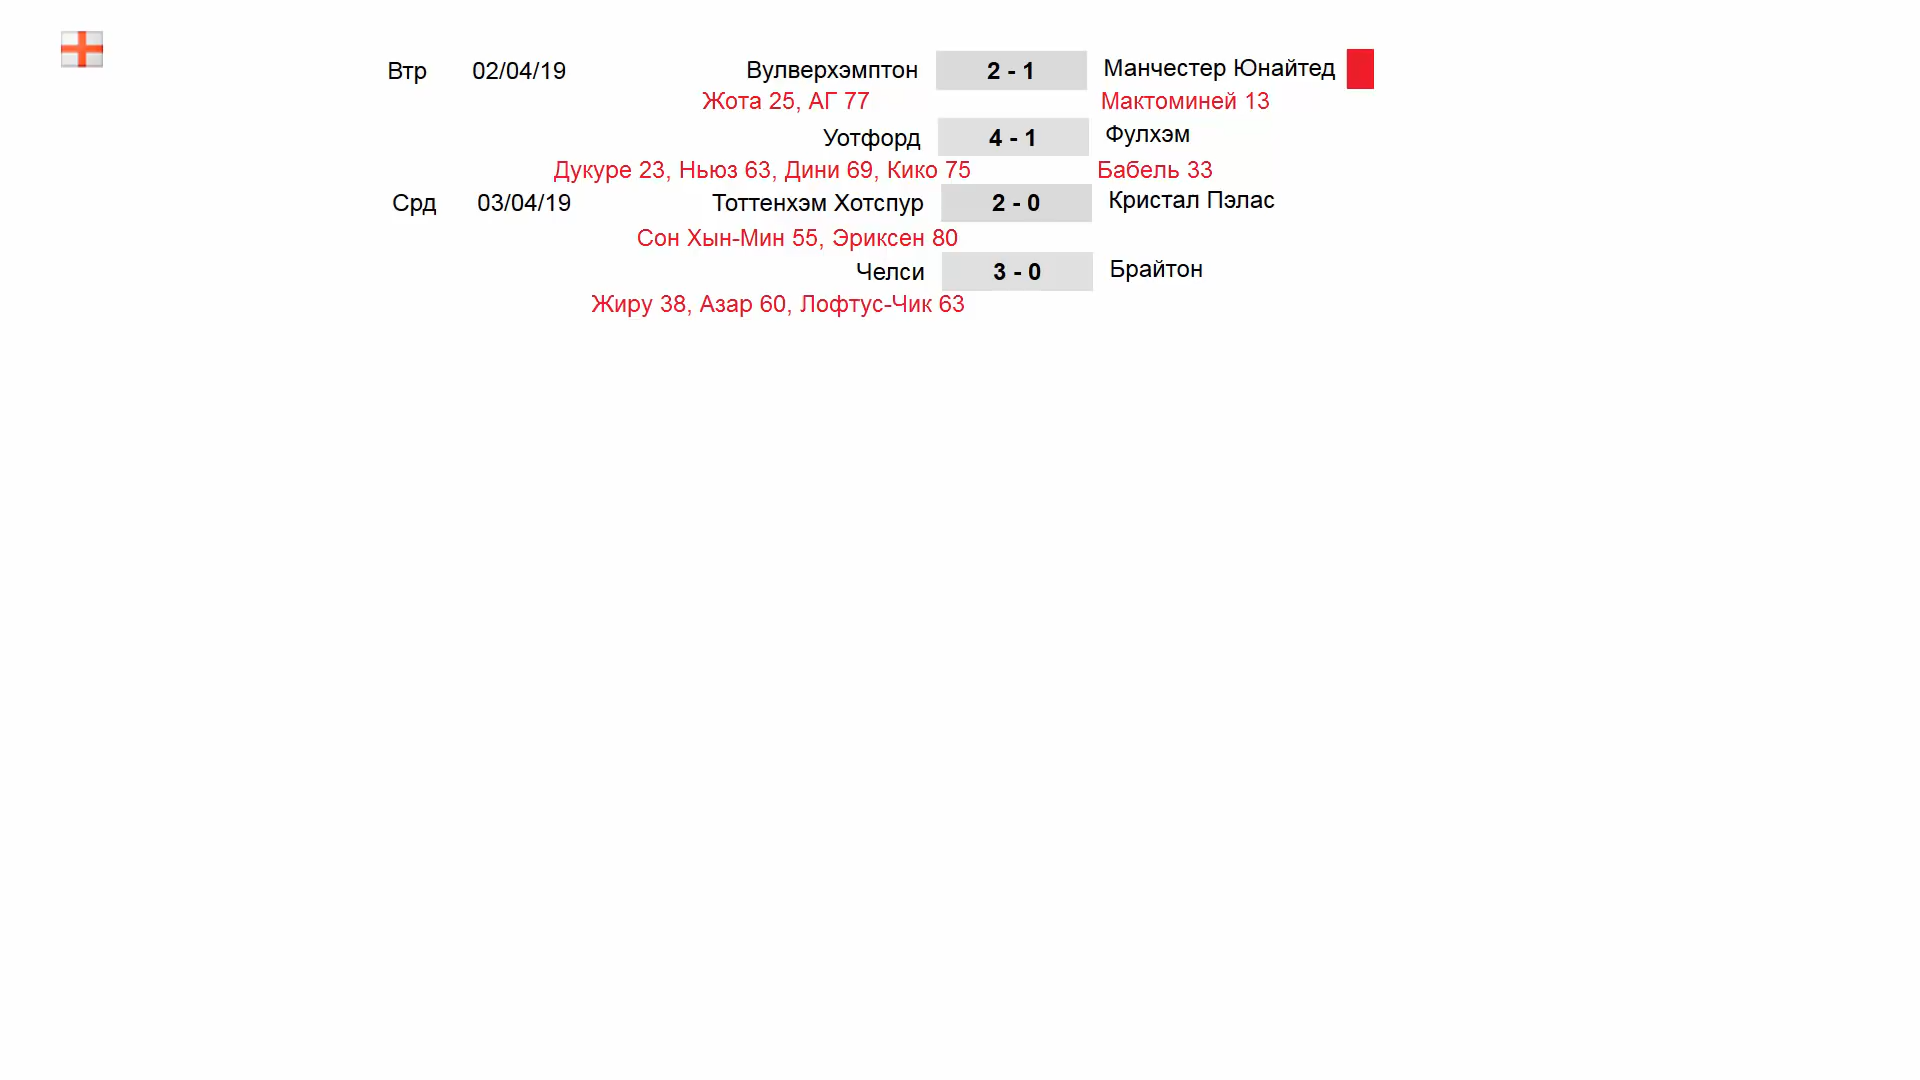 Втр 02/04/19 Вулверхэмптон 2 - 1 Манчестер Юнайтед
Жота 25, АГ 77 Мактоминей 13
Уотфорд 4 - 1 Фулхэм
Дукуре 23, Ньюз 63, Дини 69, Кико 75 Бабель 33
Срд 03/04/19 Тоттенхэм Хотспур 2 - 0 Кристал Пэлас
Сон Хын-Мин 55, Эриксен 80
Челси 3 - 0 Брайтон
Жиру 38, Азар 60, Лофтус-Чик 63